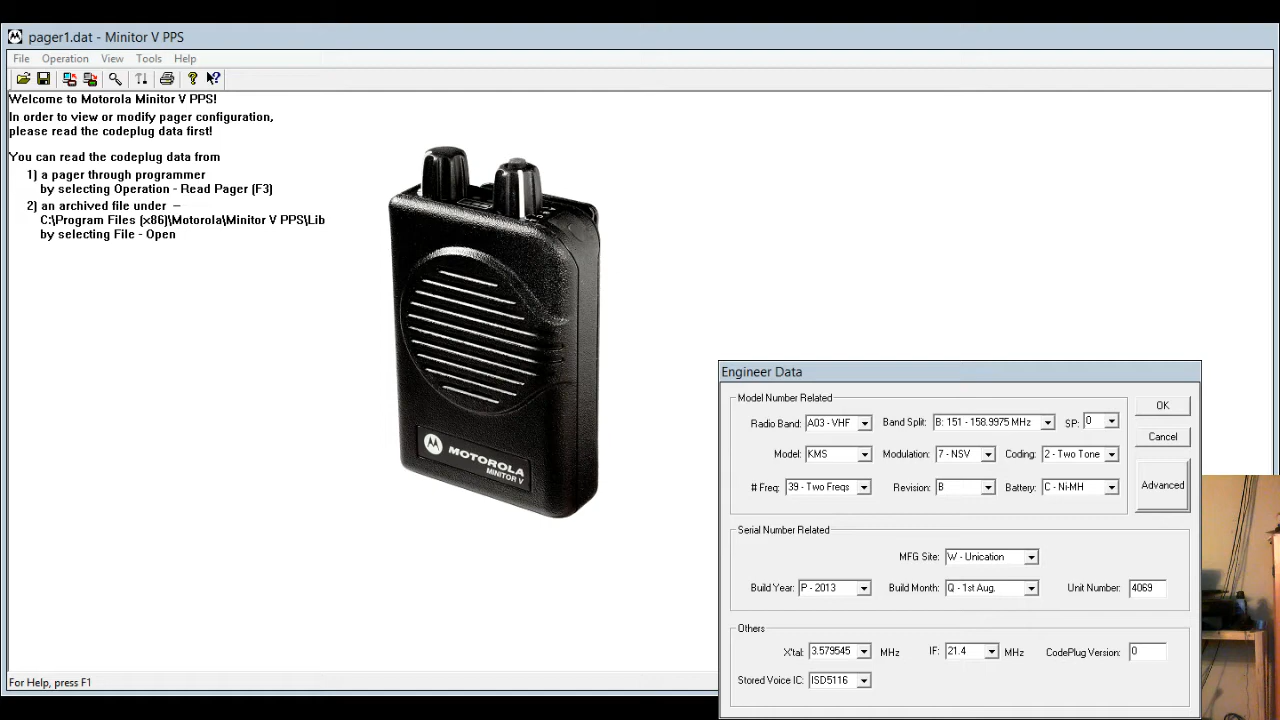 pager1.dat - Minitor V PPS
File Operation View Tools Help
Welcome to Motorola Minitor V PPS!
In order to view or modify pager configuration,
please read the codeplug data first!
You can read the codeplug data from
1) a pager through programmer
by selecting Operation - Read Pager (F3)
2) an archived file under –
C:\Program Files (x86)\Motorola\Minitor V PPS\Lib
by selecting File - Open
MOTOROLA
MINITOR V
Engineer Data
Model Number Related
Radio Band: A03 - VHF Band Split: B: 151 - 158.9975 MHz SP: 0
Model: KMS Modulation: 7 - NSV Coding: 2 - Two Tone
# Freq: 39 - Two Freqs Revision: B Battery: C - Ni-MH
OK
Cancel
Advanced
Serial Number Related
MFG Site: W - Unication
Build Year: P - 2013 Build Month: Q - 1st Aug. Unit Number: 4069
Others
X'tal: 3.579545 MHz IF: 21.4 MHz CodePlug Version: 0
Stored Voice IC: ISD5116
For Help, press F1